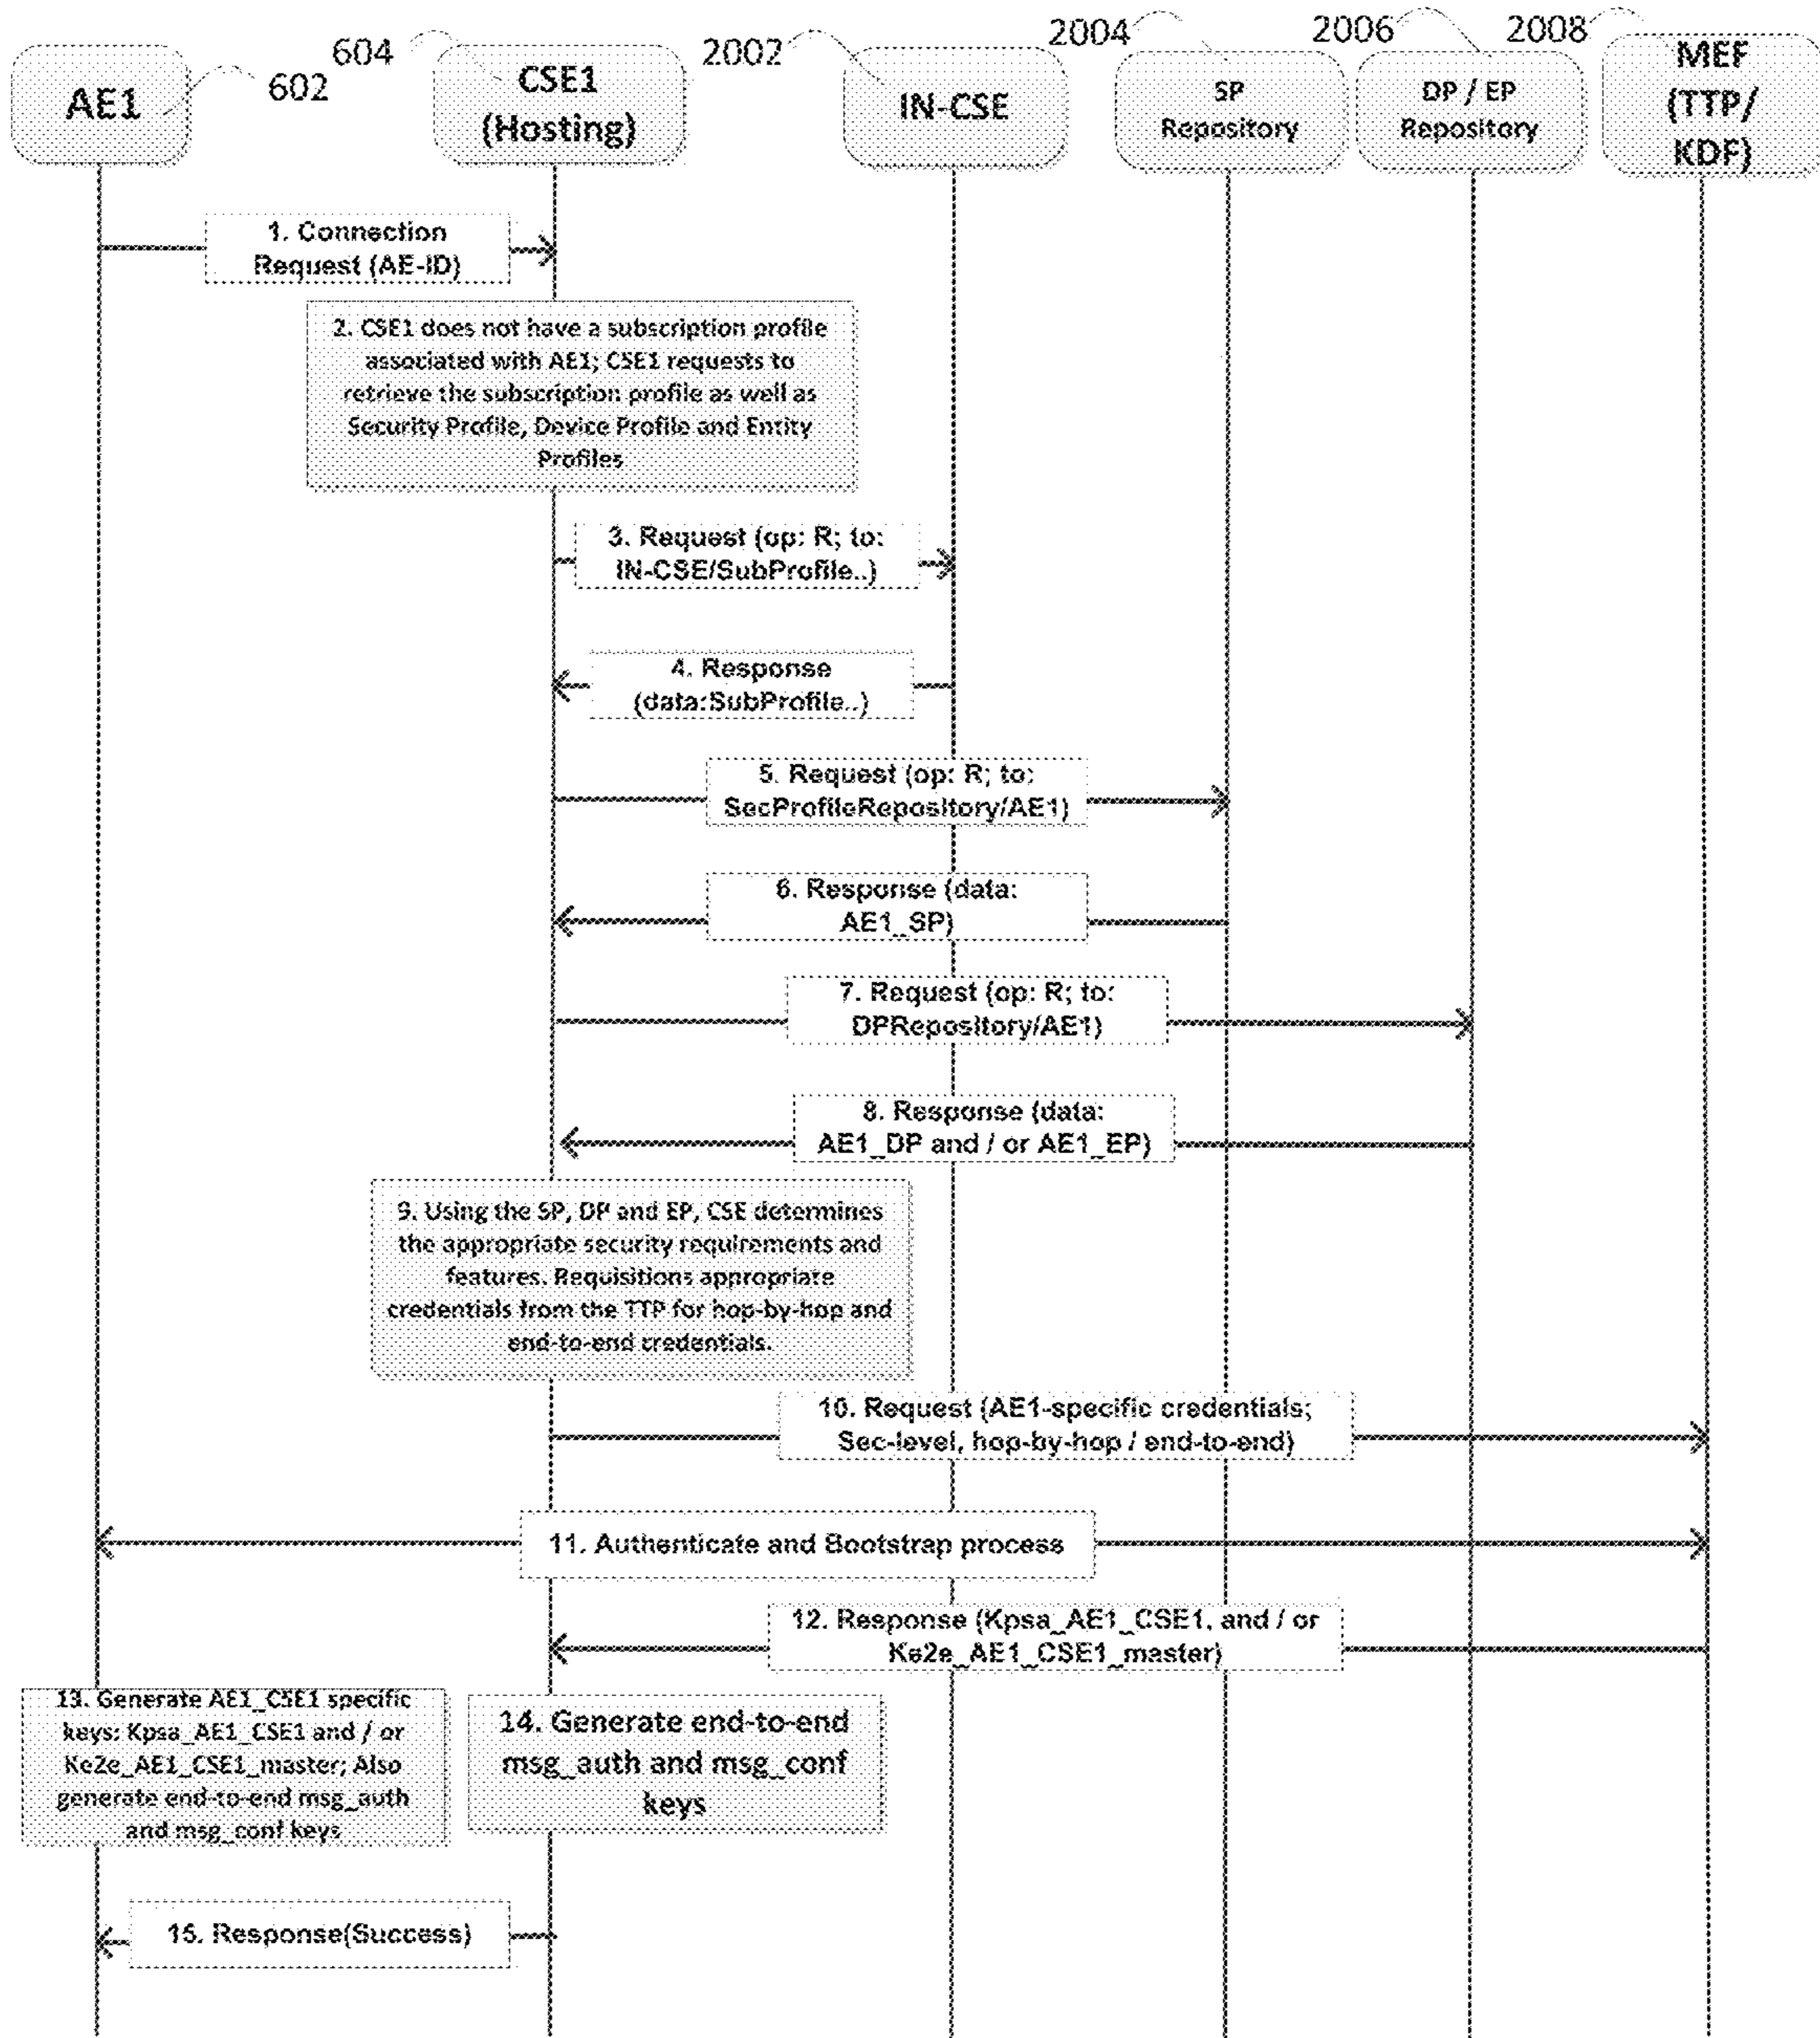 604
2002
2004
2006
2008
602
AE1
CSE1
(Hosting)
IN-CSE
SP
Repository
DP / EP
Repository
MEF
(TTP/
KDF)
1. Connection
Request (AE-ID)
2. CSE1 does not have a subscription profile
associated with AE1; CSE1 requests to
retrieve the subscription profile as well as
Security Profile, Device Profile and Entity
Profiles
3. Request (op: R; to:
IN-CSE/SubProfile..)
4. Response
(data:SubProfile..)
5. Request (op: R; to:
SecProfileRepository/AE1)
6. Response (data:
AE1_SP)
7. Request (op: R; to:
DPRepository/AE1)
8. Response (data:
AE1_DP and / or AE1_EP)
9. Using the SP, DP and EP, CSE determines
the appropriate security requirements and
features. Requisitions appropriate
credentials from the TTP for hop-by-hop and
end-to-end credentials.
10. Request (AE1-specific credentials;
Sec-level, hop-by-hop / end-to-end)
11. Authenticate and Bootstrap process
12. Response (Kpsa_AE1_CSE1, and / or
Ke2e_AE1_CSE1_master)
13. Generate AE1_CSE1 specific
keys: Kpsa_AE1_CSE1 and / or
Ke2e_AE1_CSE1_master; Also
generate end-to-end msg_auth
and msg_conf keys
14. Generate end-to-end
msg_auth and msg_conf
keys
15. Response(Success)